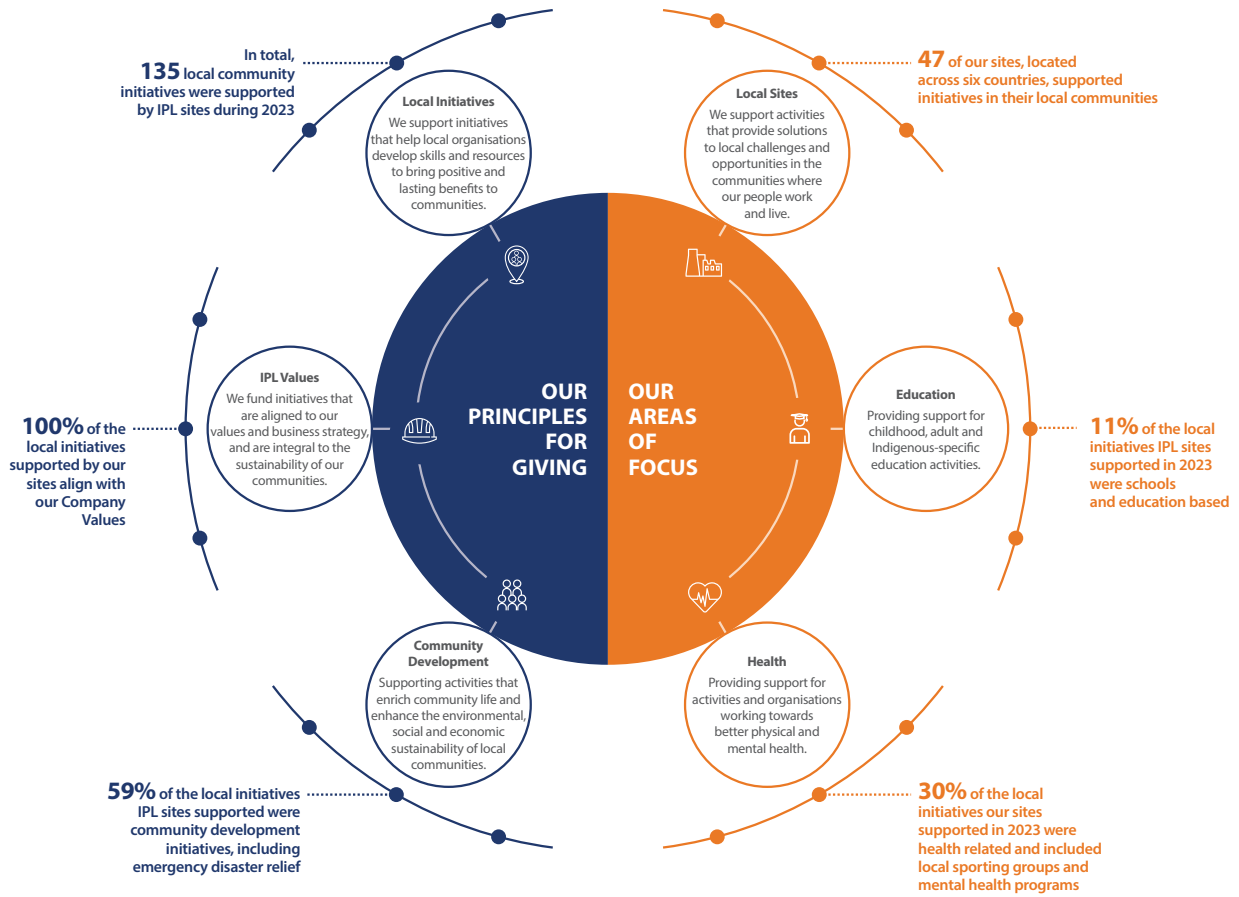 In total,
135 local community
initiatives were supported
by IPL sites during 2023
Local Initiatives
We support initiatives
that help local organisations
develop skills and resources
to bring positive and
lasting benefits to
communities.
Local Sites
We support activities
that provide solutions
to local challenges and
opportunities in the
communities where
our people work
and live.
47 of our sites, located
across six countries, supported
initiatives in their local communities
100% of the
local initiatives
supported by our
sites align with
our Company
Values
IPL Values
We fund initiatives that
are aligned to our
values and business strategy,
and are integral to the
sustainability of our
communities.
OUR
PRINCIPLES
FOR
GIVING
OUR
AREAS
OF
FOCUS
Education
Providing support for
childhood, adult and
Indigenous-specific
education activities.
11% of the local
initiatives IPL sites
supported in 2023
were schools
and education based
59% of the local initiatives
IPL sites supported were
community development
initiatives, including
emergency disaster relief
Community
Development
Supporting activities that
enrich community life and
enhance the environmental,
social and economic
sustainability of local
communities.
Health
Providing support for
activities and organisations
working towards
better physical and
mental health.
30% of the local
initiatives our sites
supported in 2023 were
health related and included
local sporting groups and
mental health programs